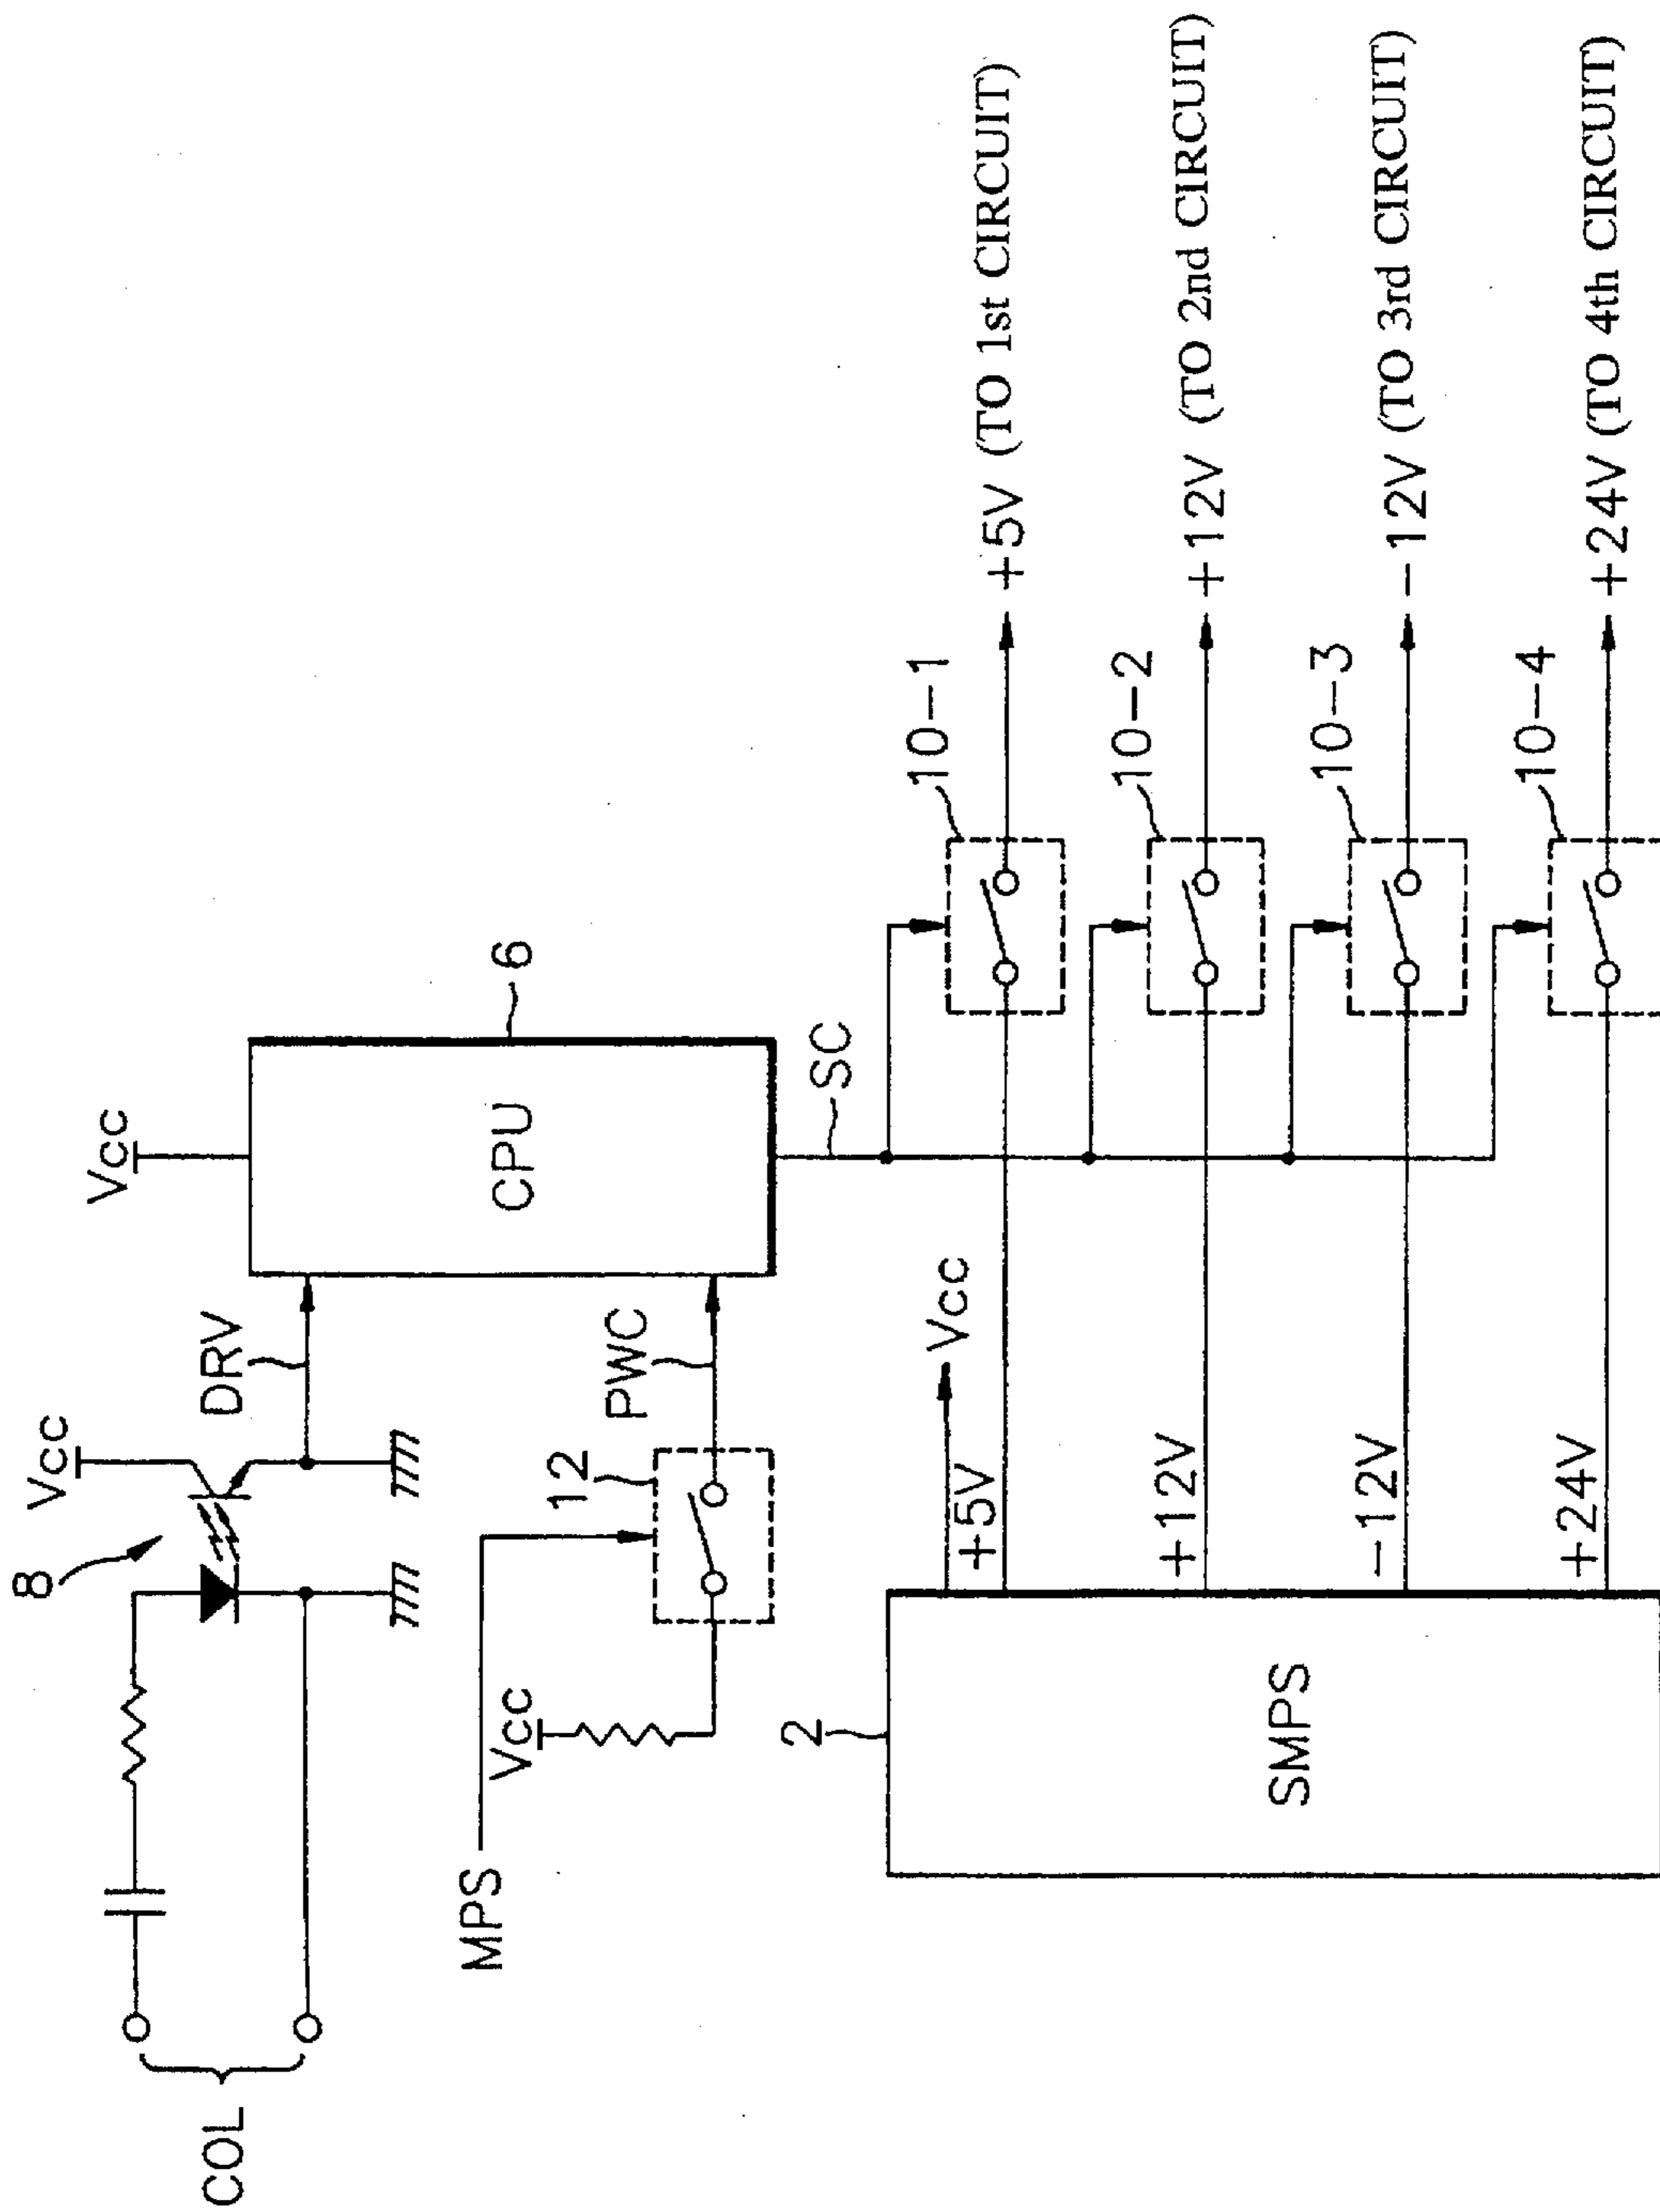 COL
8
Vcc
DRV
Vcc
CPU
6
MPS
12
Vcc
PWC
SC
2
SMPS
Vcc
+5V
10-1
+5V (TO 1st CIRCUIT)
+12V
10-2
+12V (TO 2nd CIRCUIT)
-12V
10-3
-12V (TO 3rd CIRCUIT)
+24V
10-4
+24V (TO 4th CIRCUIT)